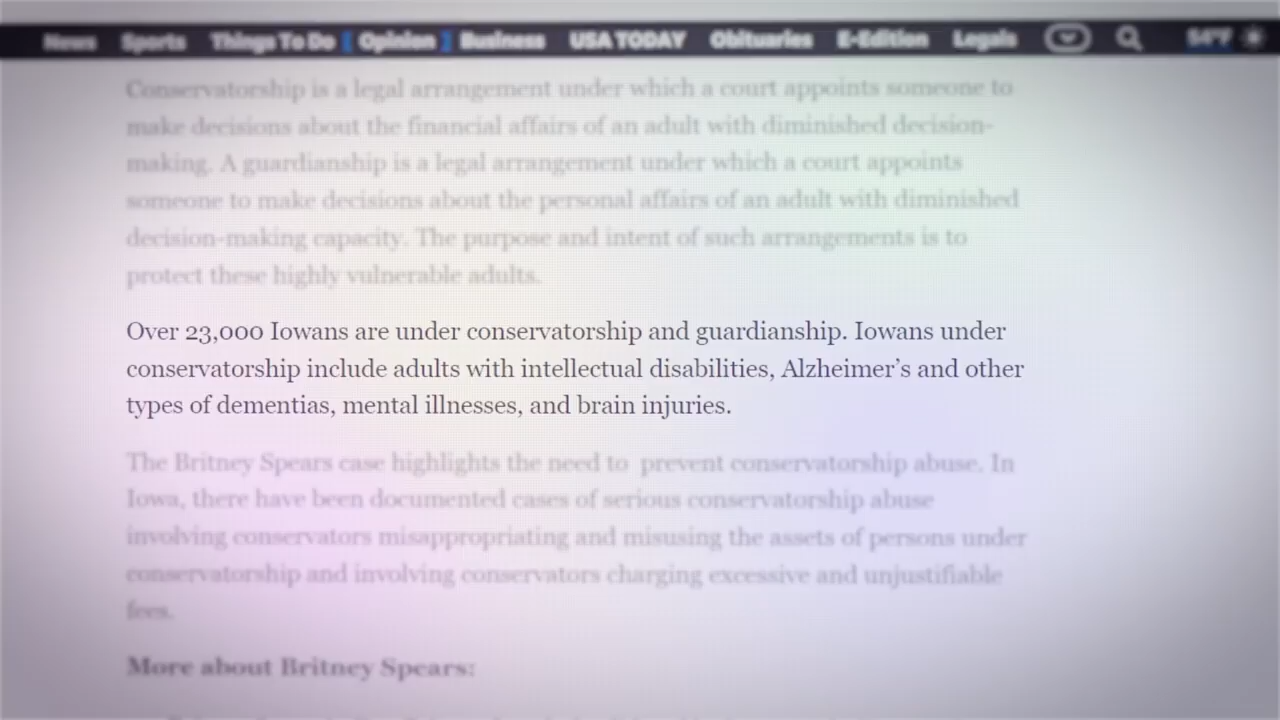 News Sports Things To Do Opinion Business USA TODAY Obituaries E-Edition Legals 54°F
Conservatorship is a legal arrangement under which a court appoints someone to
make decisions about the financial affairs of an adult with diminished decision-
making. A guardianship is a legal arrangement under which a court appoints
someone to make decisions about the personal affairs of an adult with diminished
decision-making capacity. The purpose and intent of such arrangements is to
protect these highly vulnerable adults.
Over 23,000 Iowans are under conservatorship and guardianship. Iowans under
conservatorship include adults with intellectual disabilities, Alzheimer’s and other
types of dementias, mental illnesses, and brain injuries.
The Britney Spears case highlights the need to prevent conservatorship abuse. In
Iowa, there have been documented cases of serious conservatorship abuse
involving conservators misappropriating and misusing the assets of persons under
conservatorship and involving conservators charging excessive and unjustifiable
fees.
More about Britney Spears: